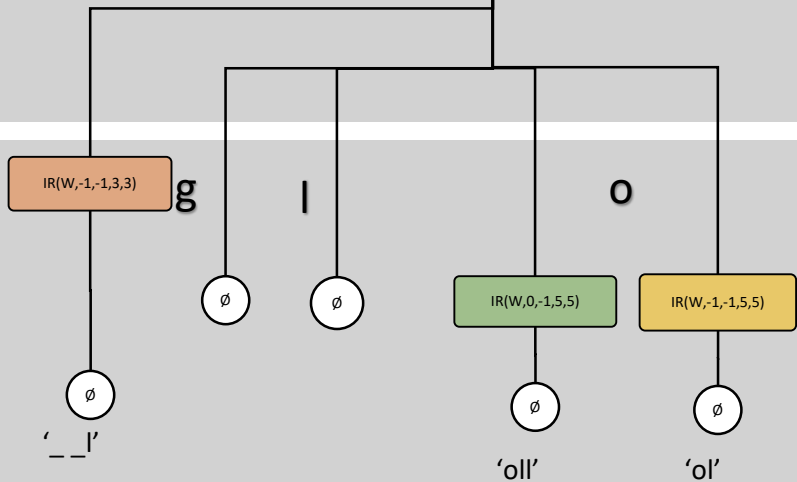 IR(W,-1,-1,3,3)
g
l
o
ø
ø
IR(W,0,-1,5,5)
IR(W,-1,-1,5,5)
ø
ø
ø
‘_ _l’
‘oll’
‘ol’